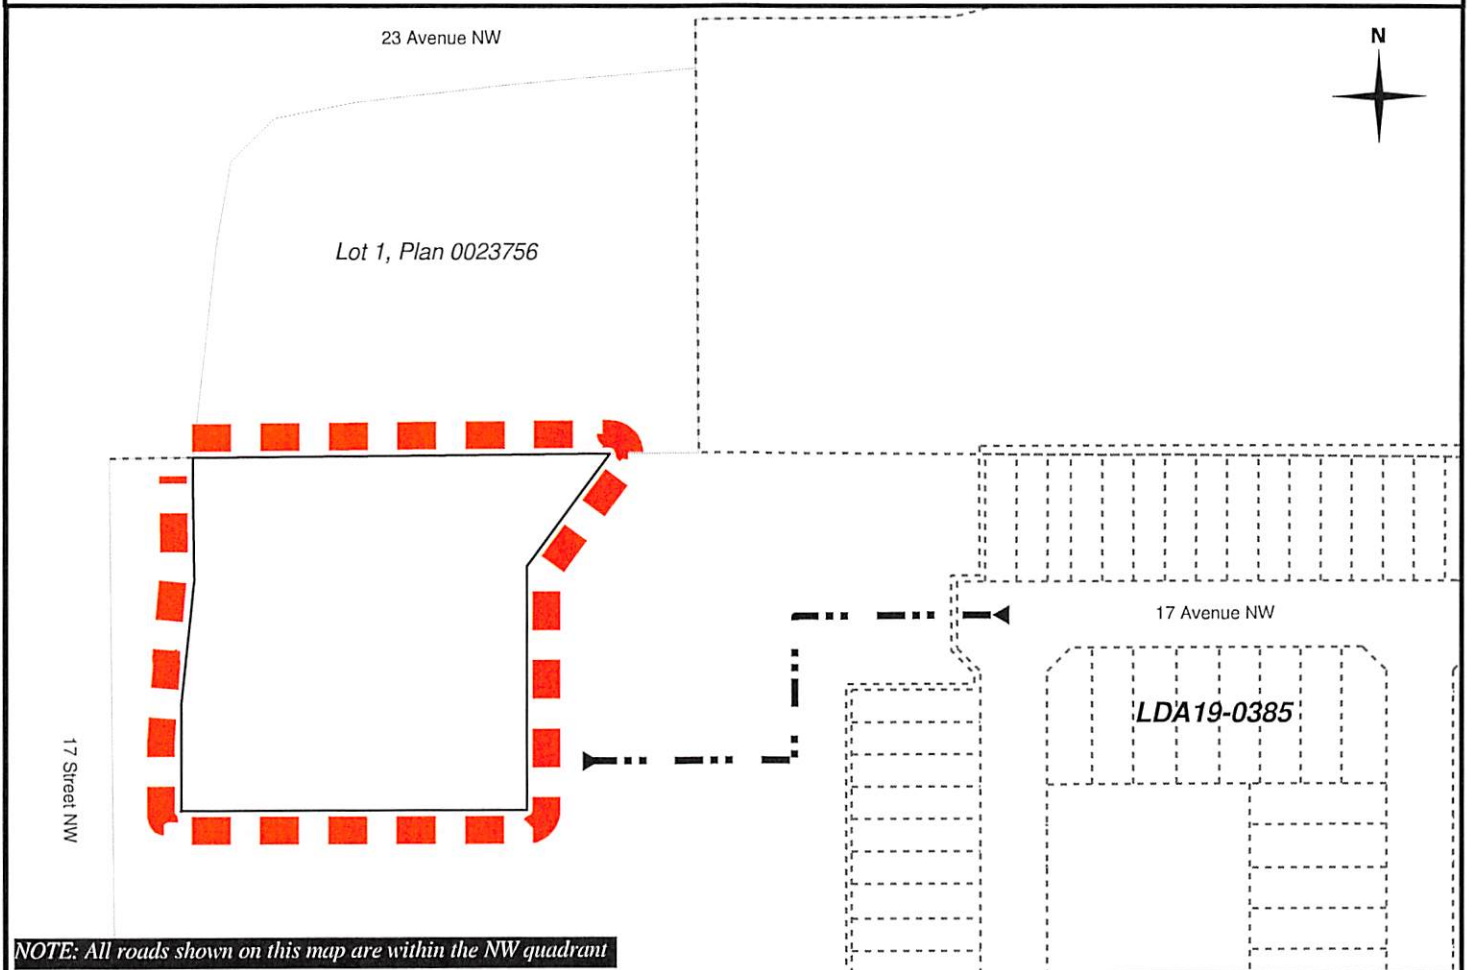 23 Avenue NW
N
Lot 1, Plan 0023756
17 Avenue NW
LDA19-0385
17 Street NW
NOTE: All roads shown on this map are within the NW quadrant